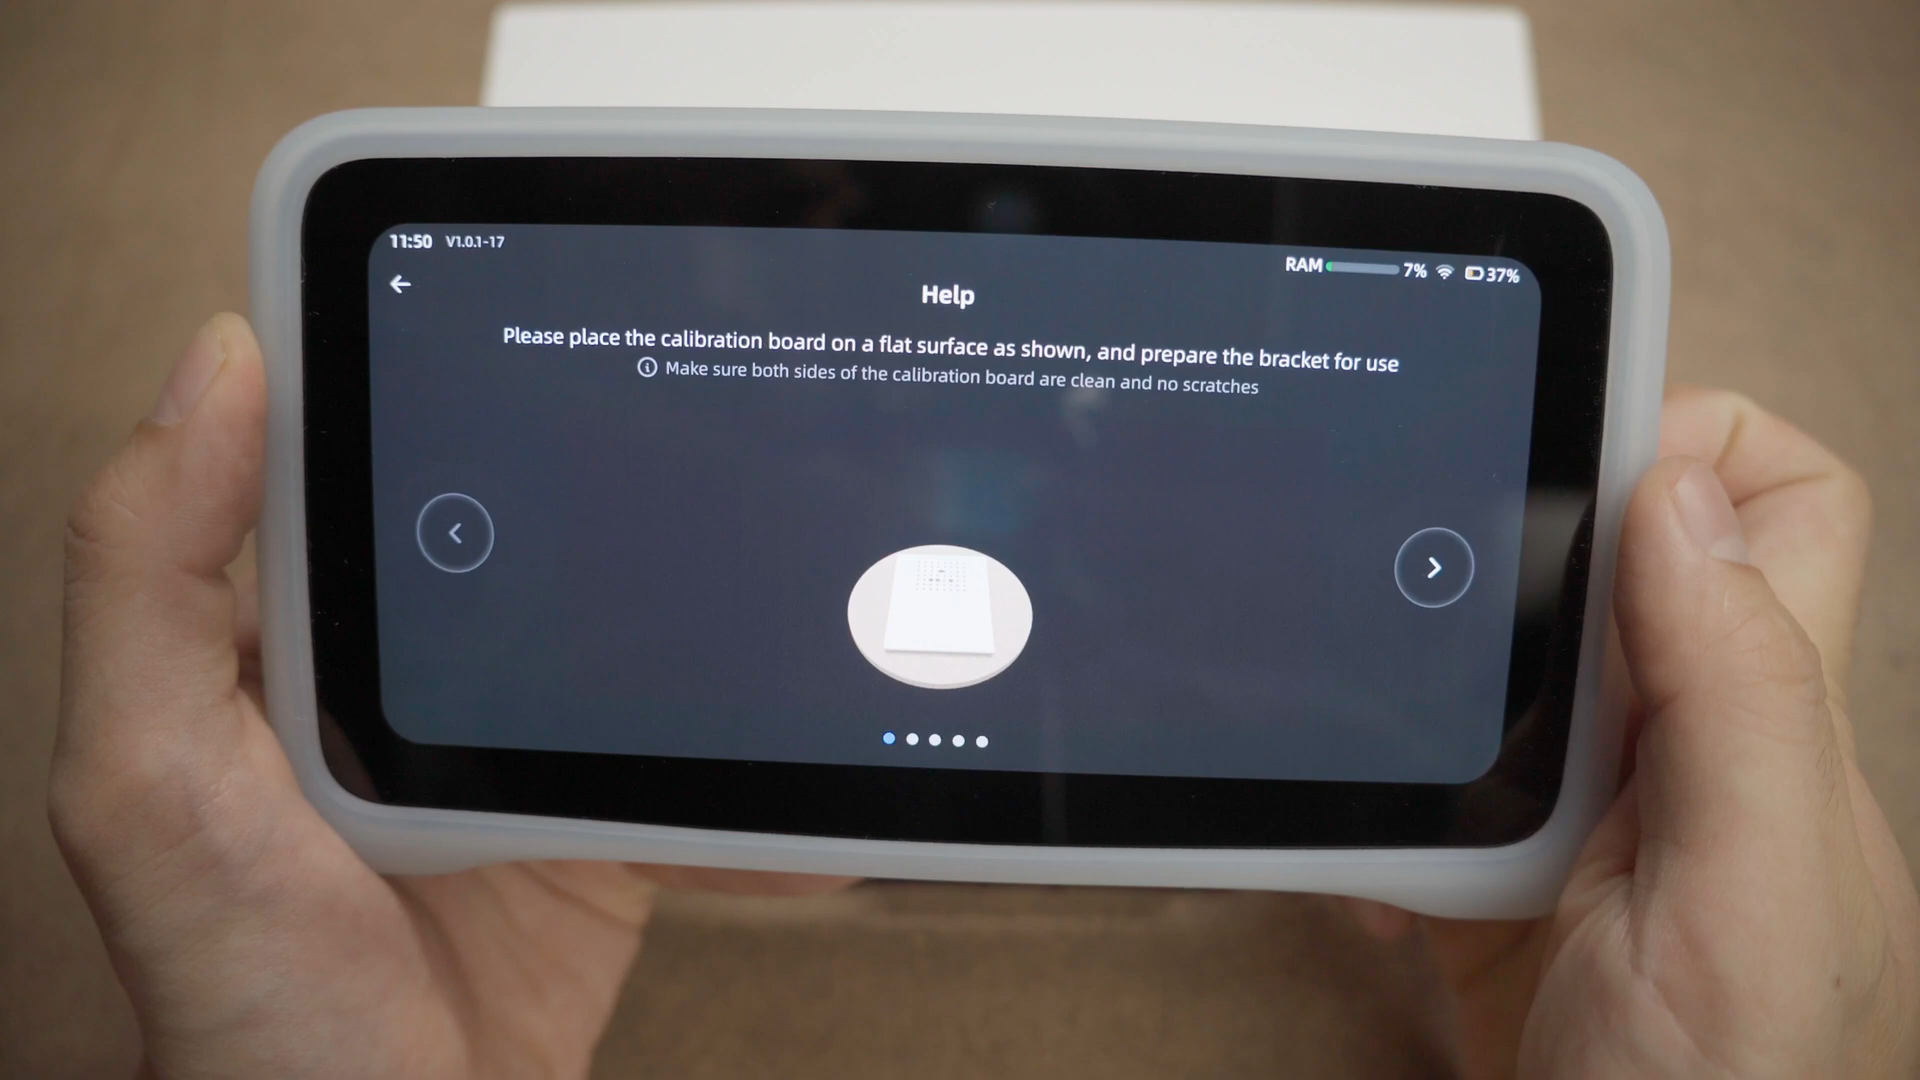 11:50 V1.0.1-17
RAM 7% 37%
Help
Please place the calibration board on a flat surface as shown, and prepare the bracket for use
Make sure both sides of the calibration board are clean and no scratches